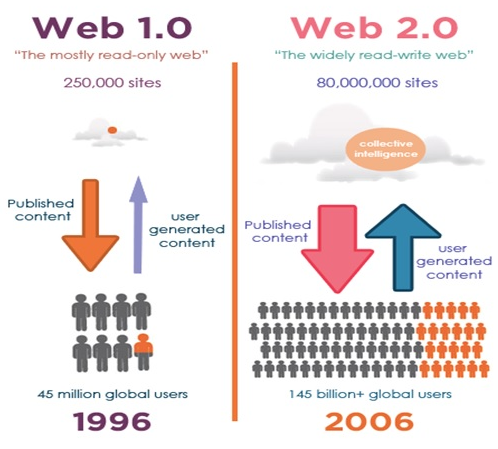 Web 1.0
“The mostly read-only web”
250,000 sites
Published
content
user
generated
content
45 million global users
1996
Web 2.0
“The widely read-write web”
80,000,000 sites
collective
intelligence
Published
content
user
generated
content
145 billion+ global users
2006